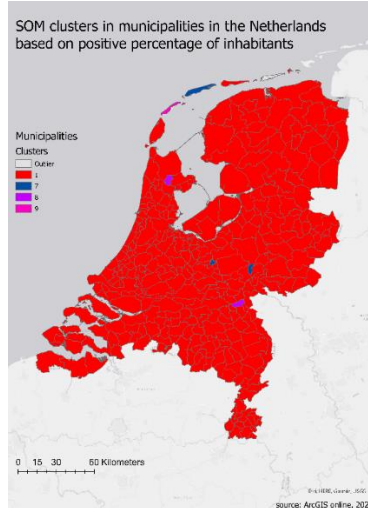 SOM clusters in municipalities in the Netherlands
based on positive percentage of inhabitants
Municipalities
Clusters
Outlier
1
7
8
9
0 15 30 60 Kilometers
source: ArcGIS online, 202